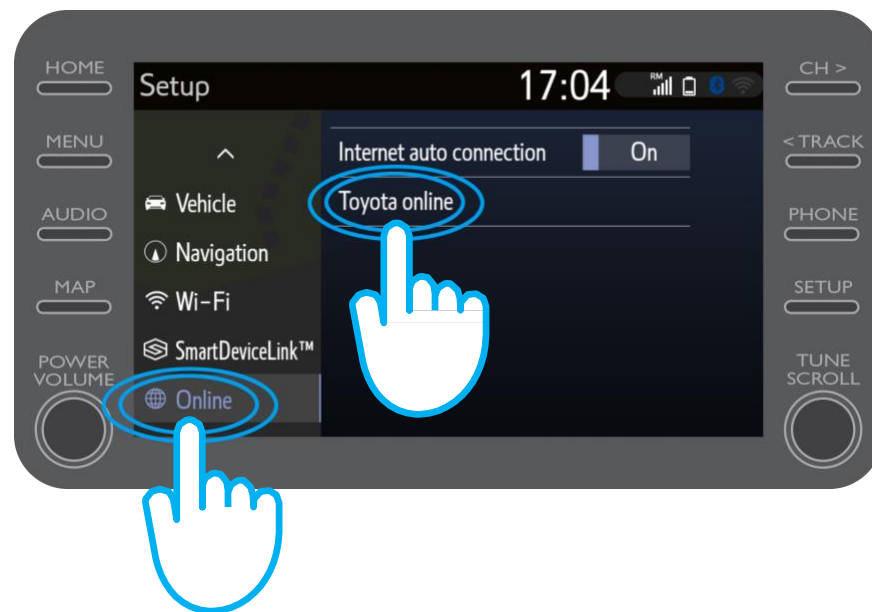 HOME
MENU
AUDIO
MAP
POWER
VOLUME
Setup
17:04
RM
Vehicle
Navigation
Wi-Fi
SmartDeviceLink™
Online
Internet auto connection
On
Toyota online
CH >
< TRACK
PHONE
SETUP
TUNE
SCROLL